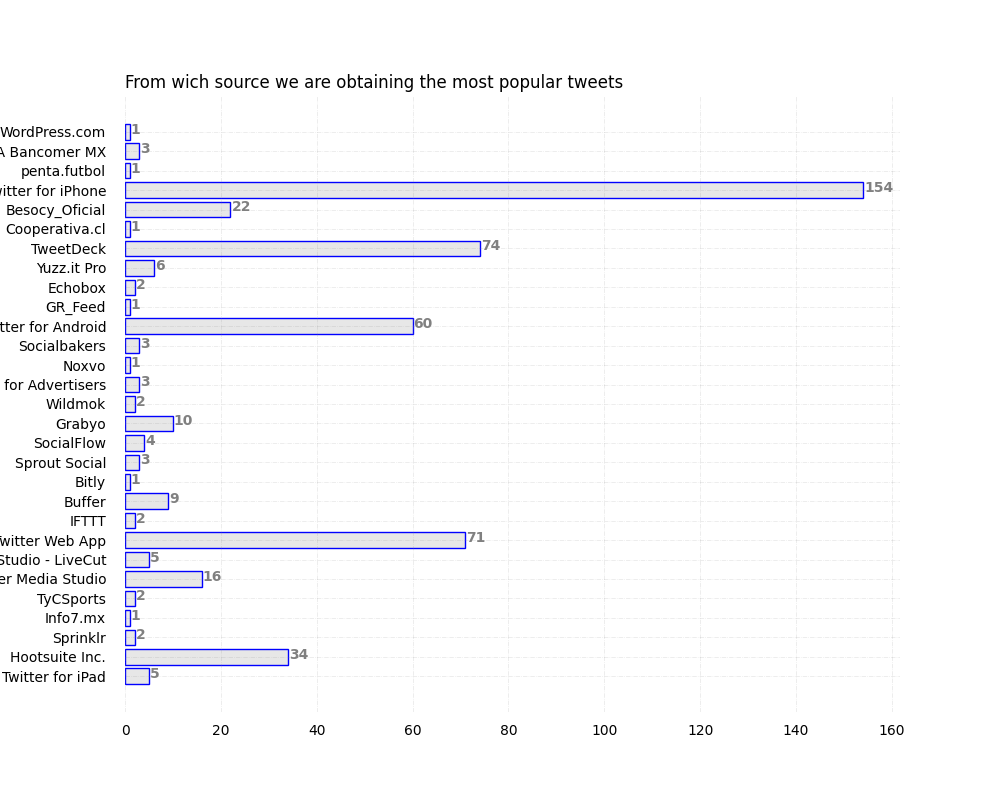 From wich source we are obtaining the most popular tweets
WordPress.com 1
A Bancomer MX 3
penta.futbol 1
itter for iPhone 154
Besocy_Oficial 22
Cooperativa.cl 1
TweetDeck 74
Yuzz.it Pro 6
Echobox 2
GR_Feed 1
tter for Android 60
Socialbakers 3
Noxvo 1
for Advertisers 3
Wildmok 2
Grabyo 10
SocialFlow 4
Sprout Social 3
Bitly 1
Buffer 9
IFTTT 2
witter Web App 71
Studio - LiveCut 5
er Media Studio 16
TyCSports 2
Info7.mx 1
Sprinklr 2
Hootsuite Inc. 34
Twitter for iPad 5
0 20 40 60 80 100 120 140 160